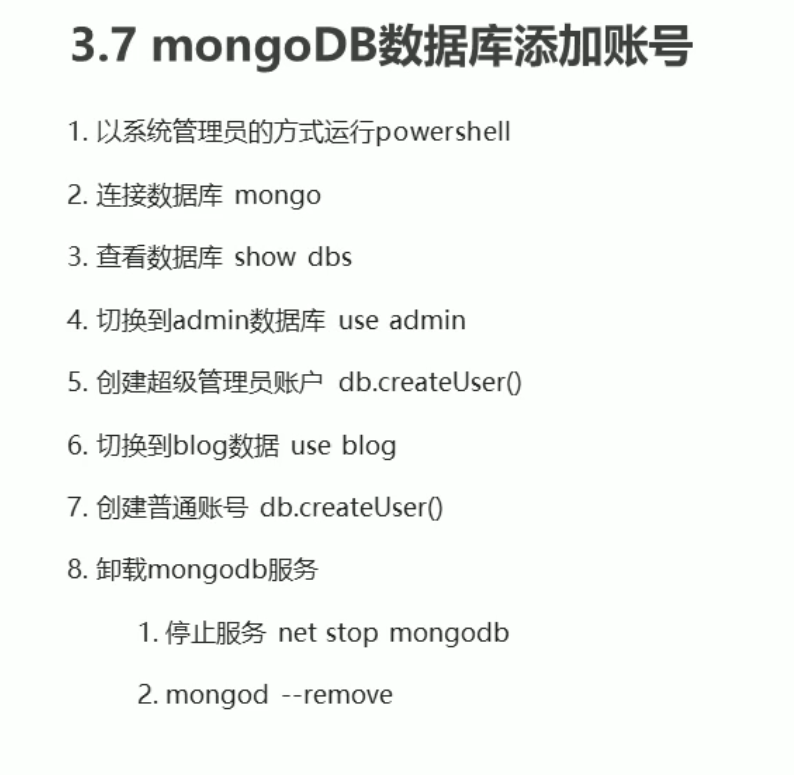 3.7 mongoDB数据库添加账号
1. 以系统管理员的方式运行powershell
2. 连接数据库 mongo
3. 查看数据库 show dbs
4. 切换到admin数据库 use admin
5. 创建超级管理员账户 db.createUser()
6. 切换到blog数据 use blog
7. 创建普通账号 db.createUser()
8. 卸载mongodb服务
1. 停止服务 net stop mongodb
2. mongod --remove